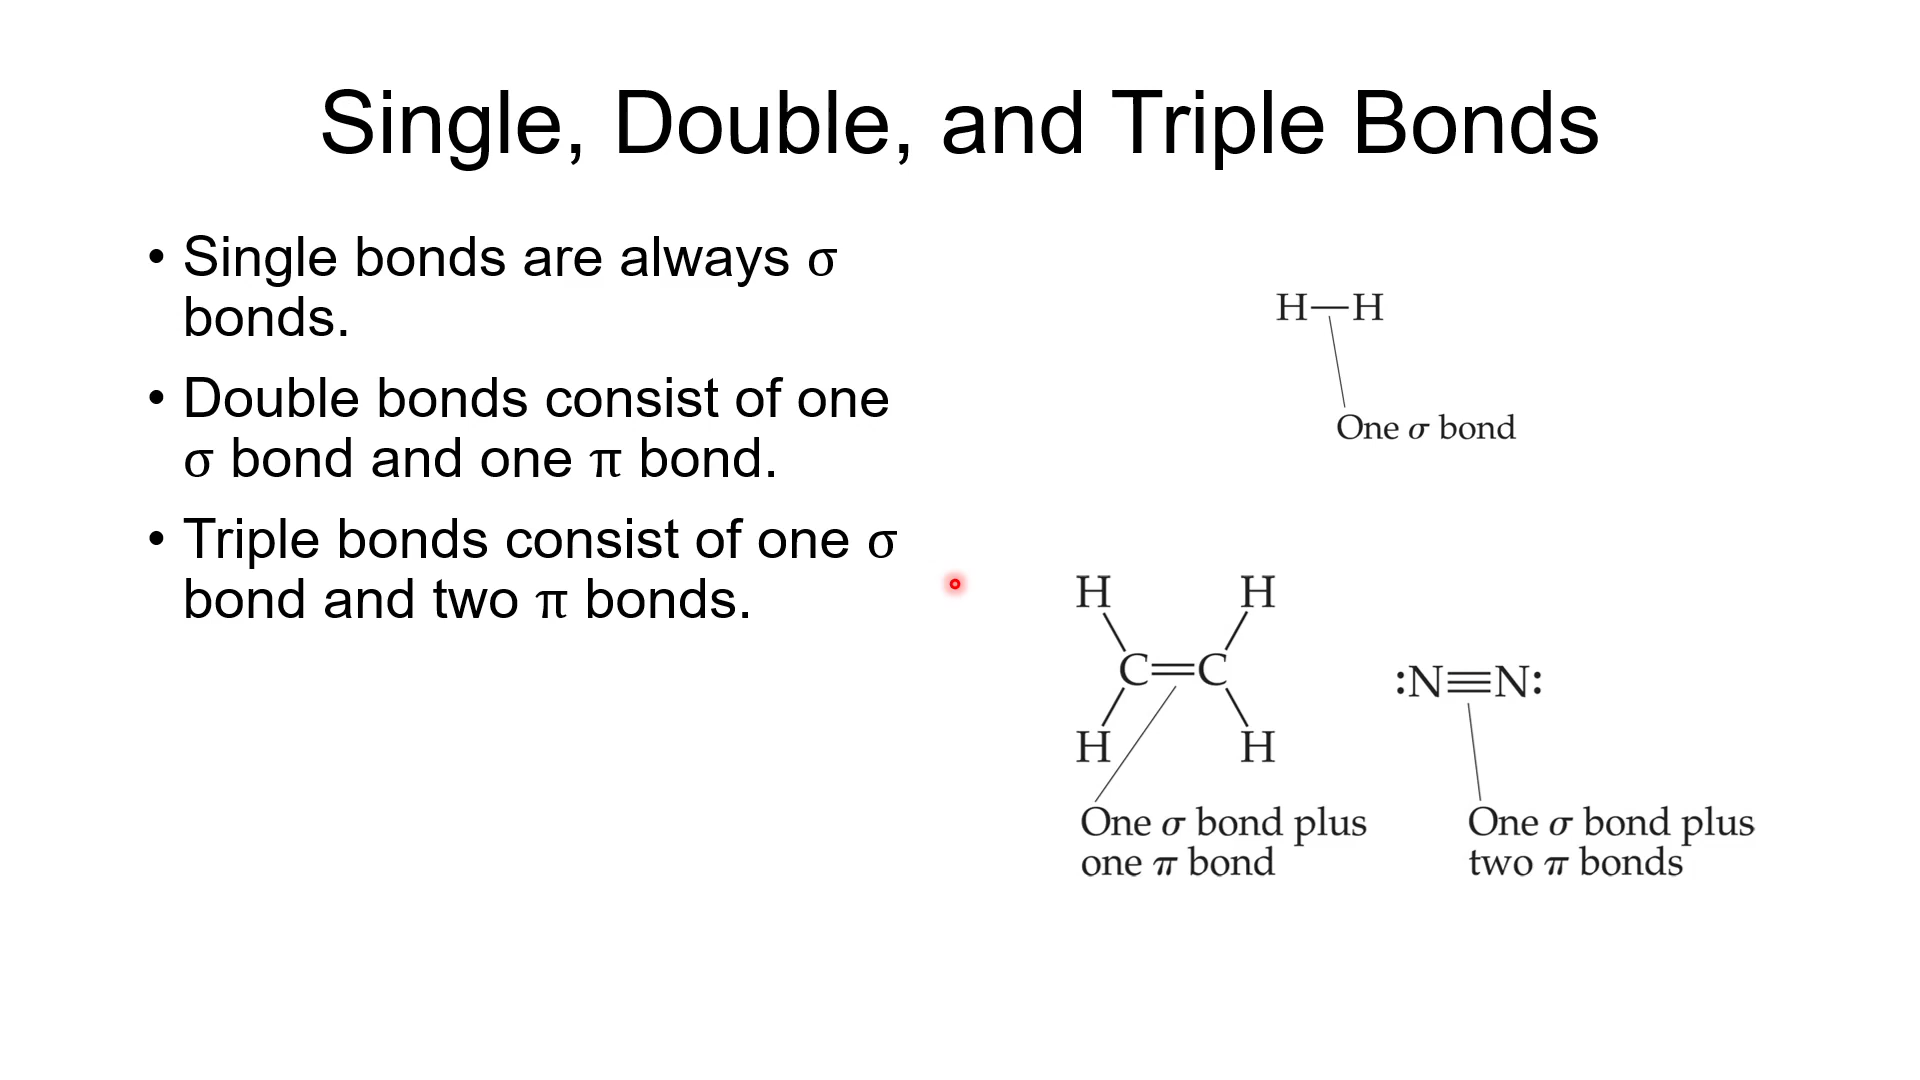 Single, Double, and Triple Bonds
• Single bonds are always σ
bonds.
• Double bonds consist of one
σ bond and one π bond.
• Triple bonds consist of one σ
bond and two π bonds.
H—H
One σ bond
H H
C=C
H H
One σ bond plus
one π bond
:N≡N:
One σ bond plus
two π bonds